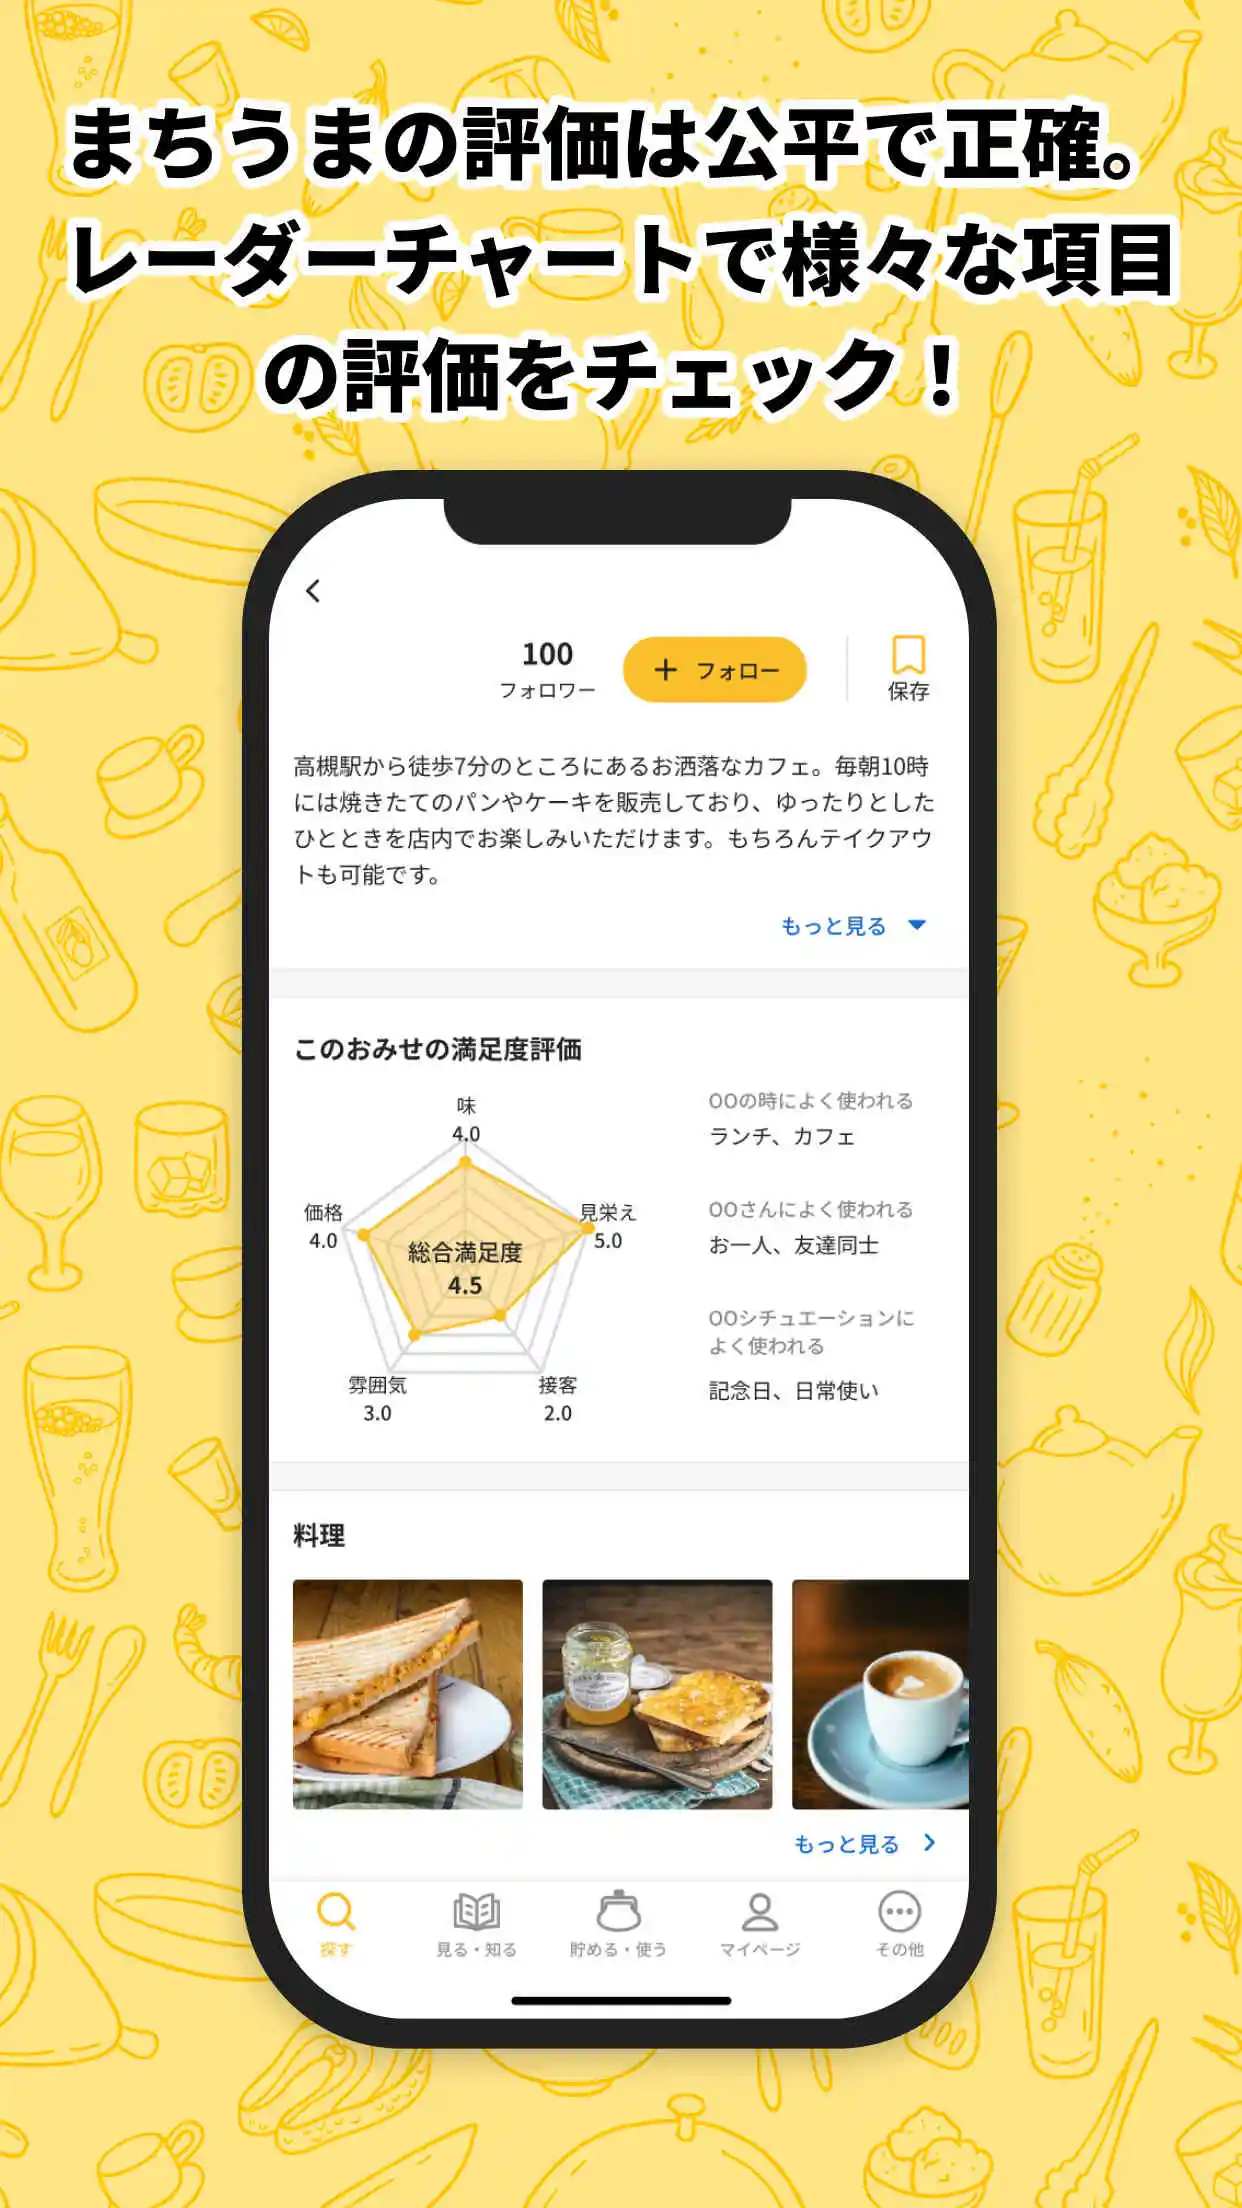 まちうまの評価は公平で正確。
レーダーチャートで様々な項目
の評価をチェック！
100
フォロワー
＋ フォロー
保存
高槻駅から徒歩7分のところにあるお洒落なカフェ。毎朝10時
には焼きたてのパンやケーキを販売しており、ゆったりとした
ひとときを店内でお楽しみいただけます。もちろんテイクアウ
トも可能です。
もっと見る
このおみせの満足度評価
味
4.0
価格
4.0
見栄え
5.0
総合満足度
4.5
雰囲気
3.0
接客
2.0
〇〇の時によく使われる
ランチ、カフェ
〇〇さんによく使われる
お一人、友達同士
〇〇シチュエーションに
よく使われる
記念日、日常使い
料理
もっと見る
探す
見る・知る
貯める・使う
マイページ
その他